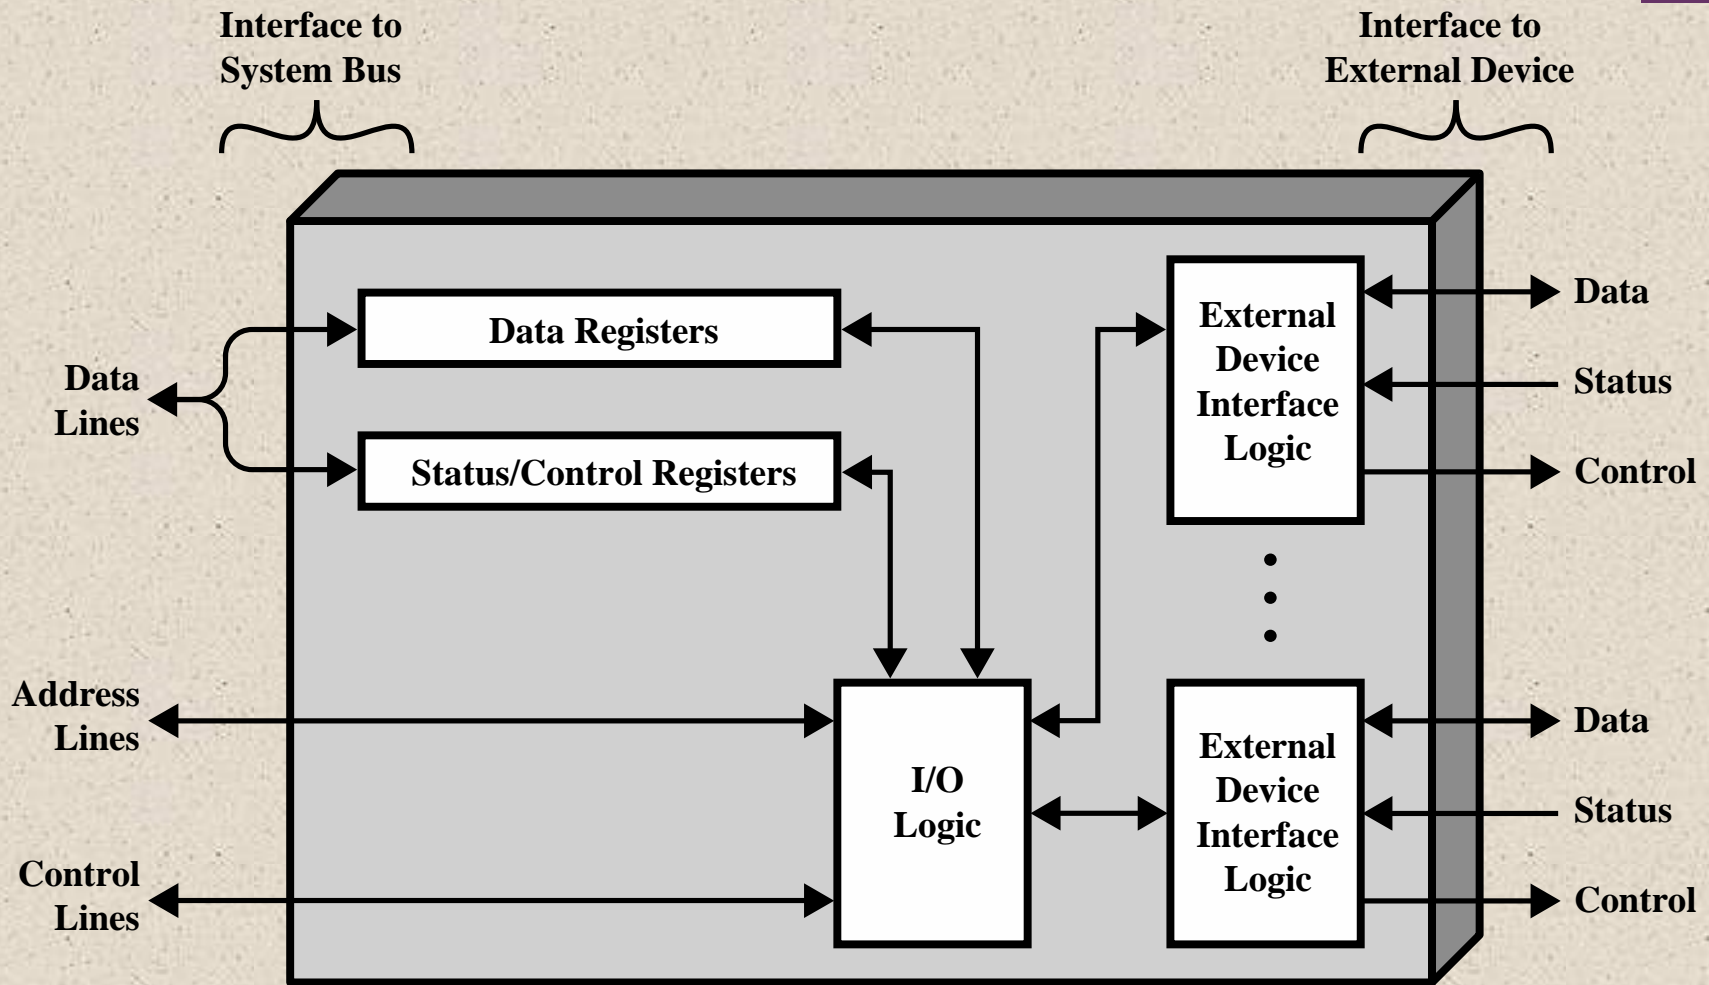 Interface to
System Bus
Interface to
External Device
Data Registers
Status/Control Registers
Data
Lines
Address
Lines
Control
Lines
I/O
Logic
External
Device
Interface
Logic
Data
Status
Control
External
Device
Interface
Logic
Data
Status
Control